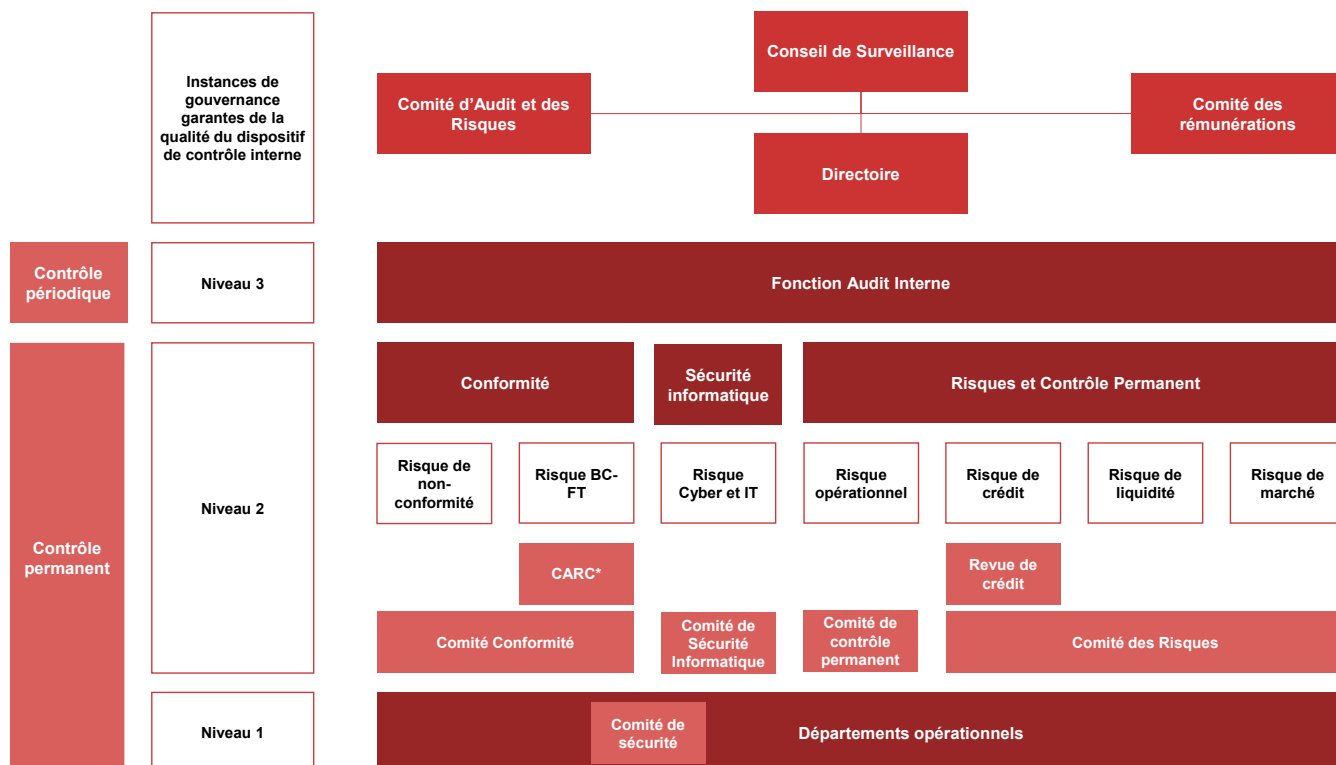 Instances de
gouvernance
garantes de la
qualité du dispositif
de contrôle interne
Conseil de Surveillance
Comité d'Audit et des
Risques
Comité des
rémunérations
Directoire
Contrôle
périodique
Niveau 3
Fonction Audit Interne
Contrôle
permanent
Niveau 2
Conformité
Sécurité
informatique
Risques et Contrôle Permanent
Risque de
non-
conformité
Risque BC-
FT
Risque
Cyber et IT
Risque
opérationnel
Risque de
crédit
Risque de
liquidité
Risque de
marché
CARC*
Revue de
crédit
Comité Conformité
Comité de
Sécurité
Informatique
Comité de
contrôle
permanent
Comité des Risques
Niveau 1
Comité de
sécurité
Départements opérationnels